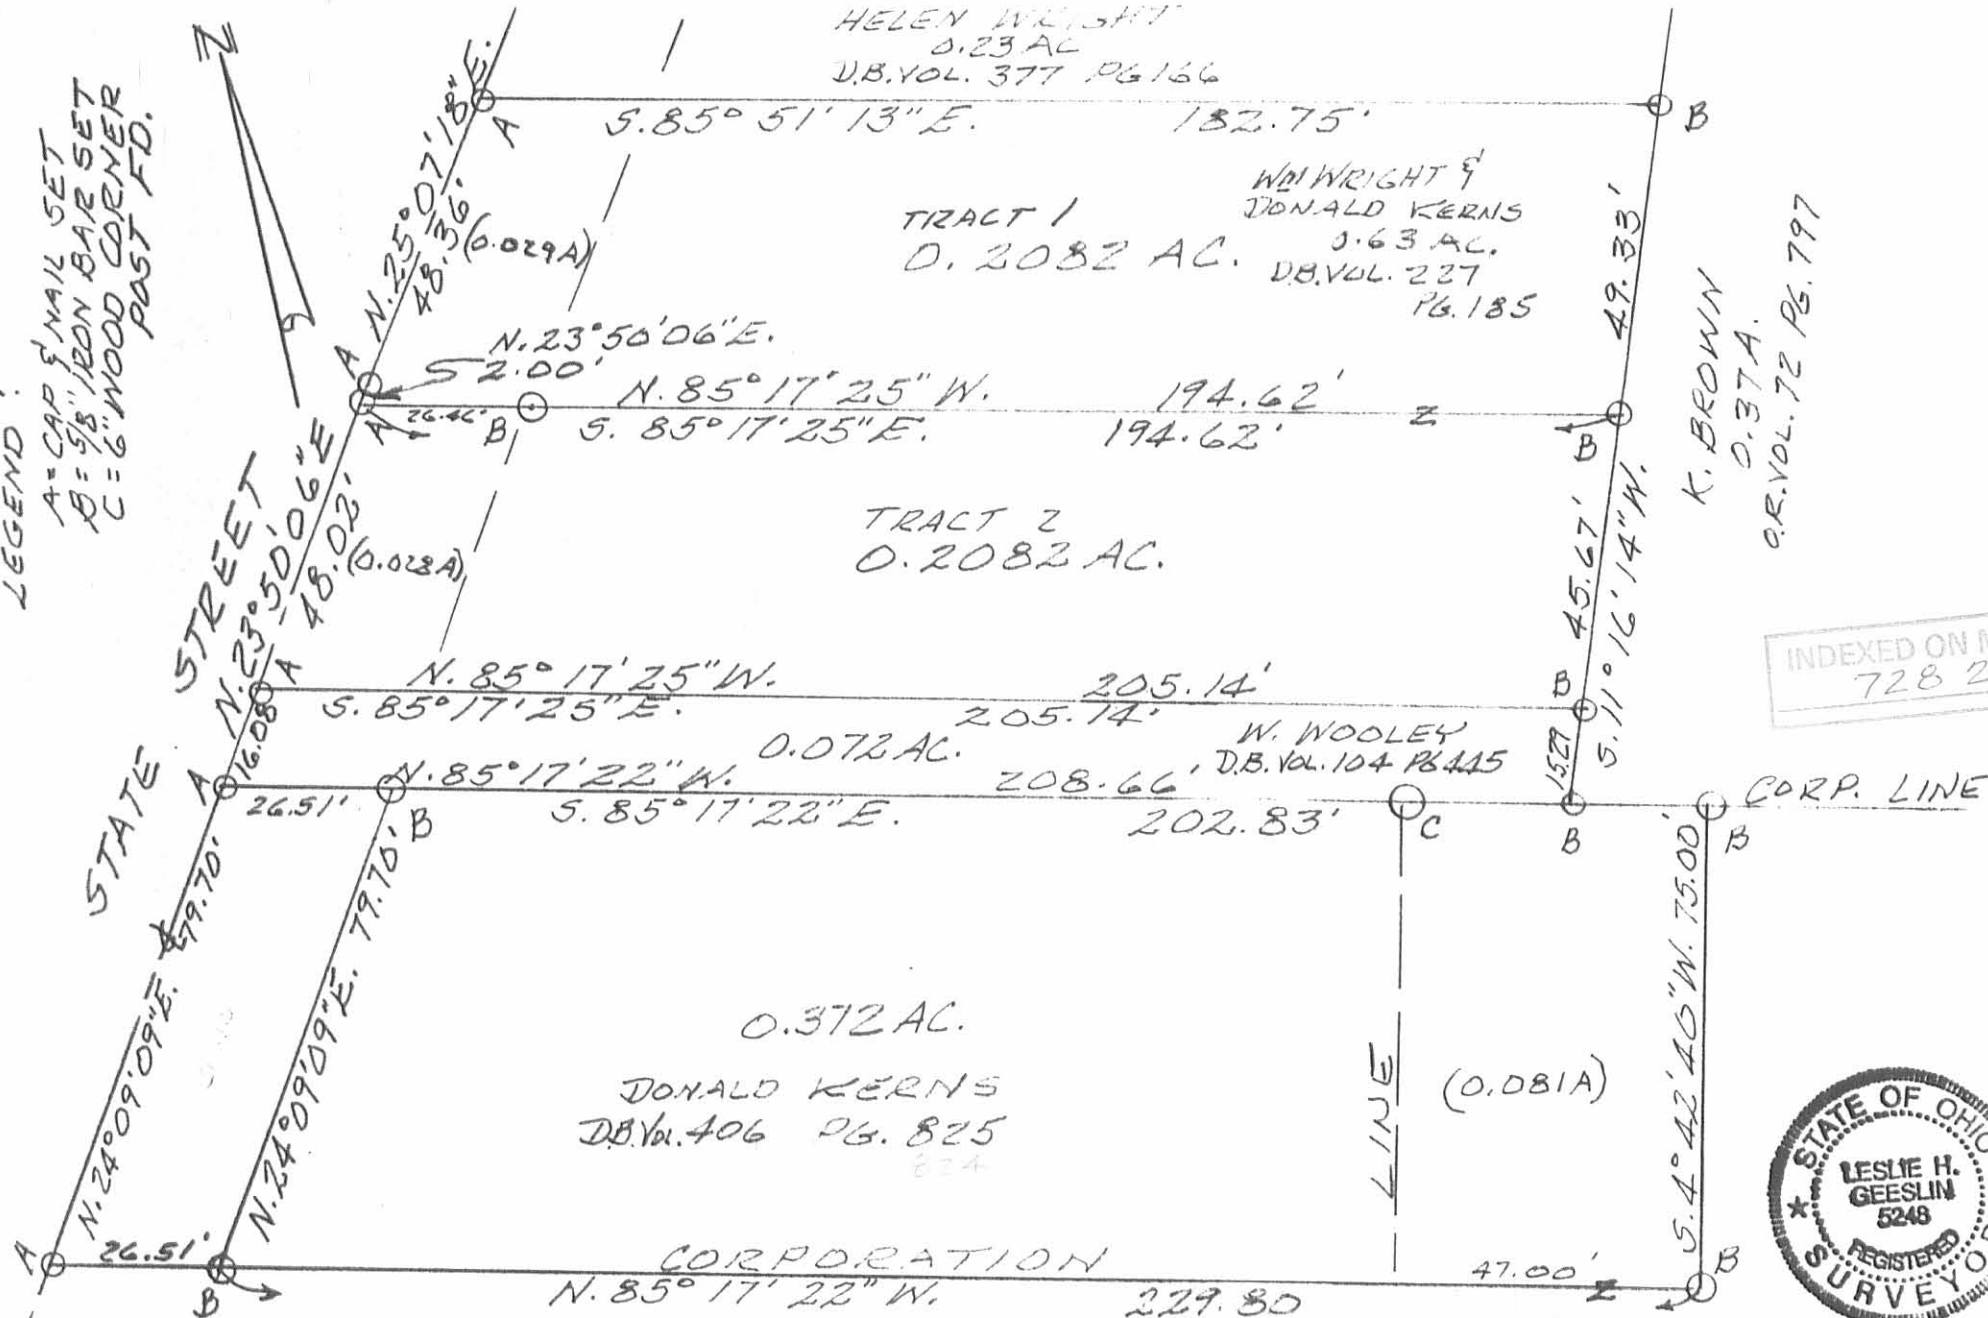 LEGEND:
A = CAP & NAIL SET
B = 5/8" IRON BAR SET
C = 6" WOOD CORNER
POST FD.
HELEN WRIGHT
0.23 AC
D.B.VOL. 377 PG 166
S.85° 51' 13" E. 182.75'
A
B
N.25°07'18"E.
48.36'
(0.029A)
TRACT 1
0.2082 AC.
WM WRIGHT &
DONALD KERNS
0.63 AC.
D.B.VOL. 227
PG.185
49.33'
K. BROWN
0.37A.
O.R.VOL.72 PG.797
N.23°50'06"E.
2.00'
A
A
26.46'
B
N. 85° 17' 25" W. 194.62'
S. 85° 17' 25" E. 194.62'
Z
B
STATE STREET
N.23°50'06"E
48.02'
(0.028A)
TRACT 2
0.2082 AC.
45.67'
S.11°16'14"W.
A
N. 85° 17' 25" W. 205.14'
S. 85° 17' 25" E. 205.14'
B
INDEXED ON
728
16.08'
0.072 AC.
W. WOOLEY
D.B. VOL. 104 PG 445
15.29
A
26.51'
B
N.85°17'22" W. 208.66'
S. 85° 17' 22" E. 202.83'
C
B
B
CORP. LINE
79.70'
N.24°09'09"E.
N.24°09'09"E. 79.70'
0.372 AC.
DONALD KERNS
D.B.Vol.406 PG. 825
824
LINE
(0.081A)
S.4°42'40"W. 75.00'
STATE OF OHIO
LESLIE H.
GEESLIN
5248
REGISTERED
SURVEYOR
A
26.51'
B
CORPORATION
N. 85° 17' 22" W. 229.80
47.00'
Z
B